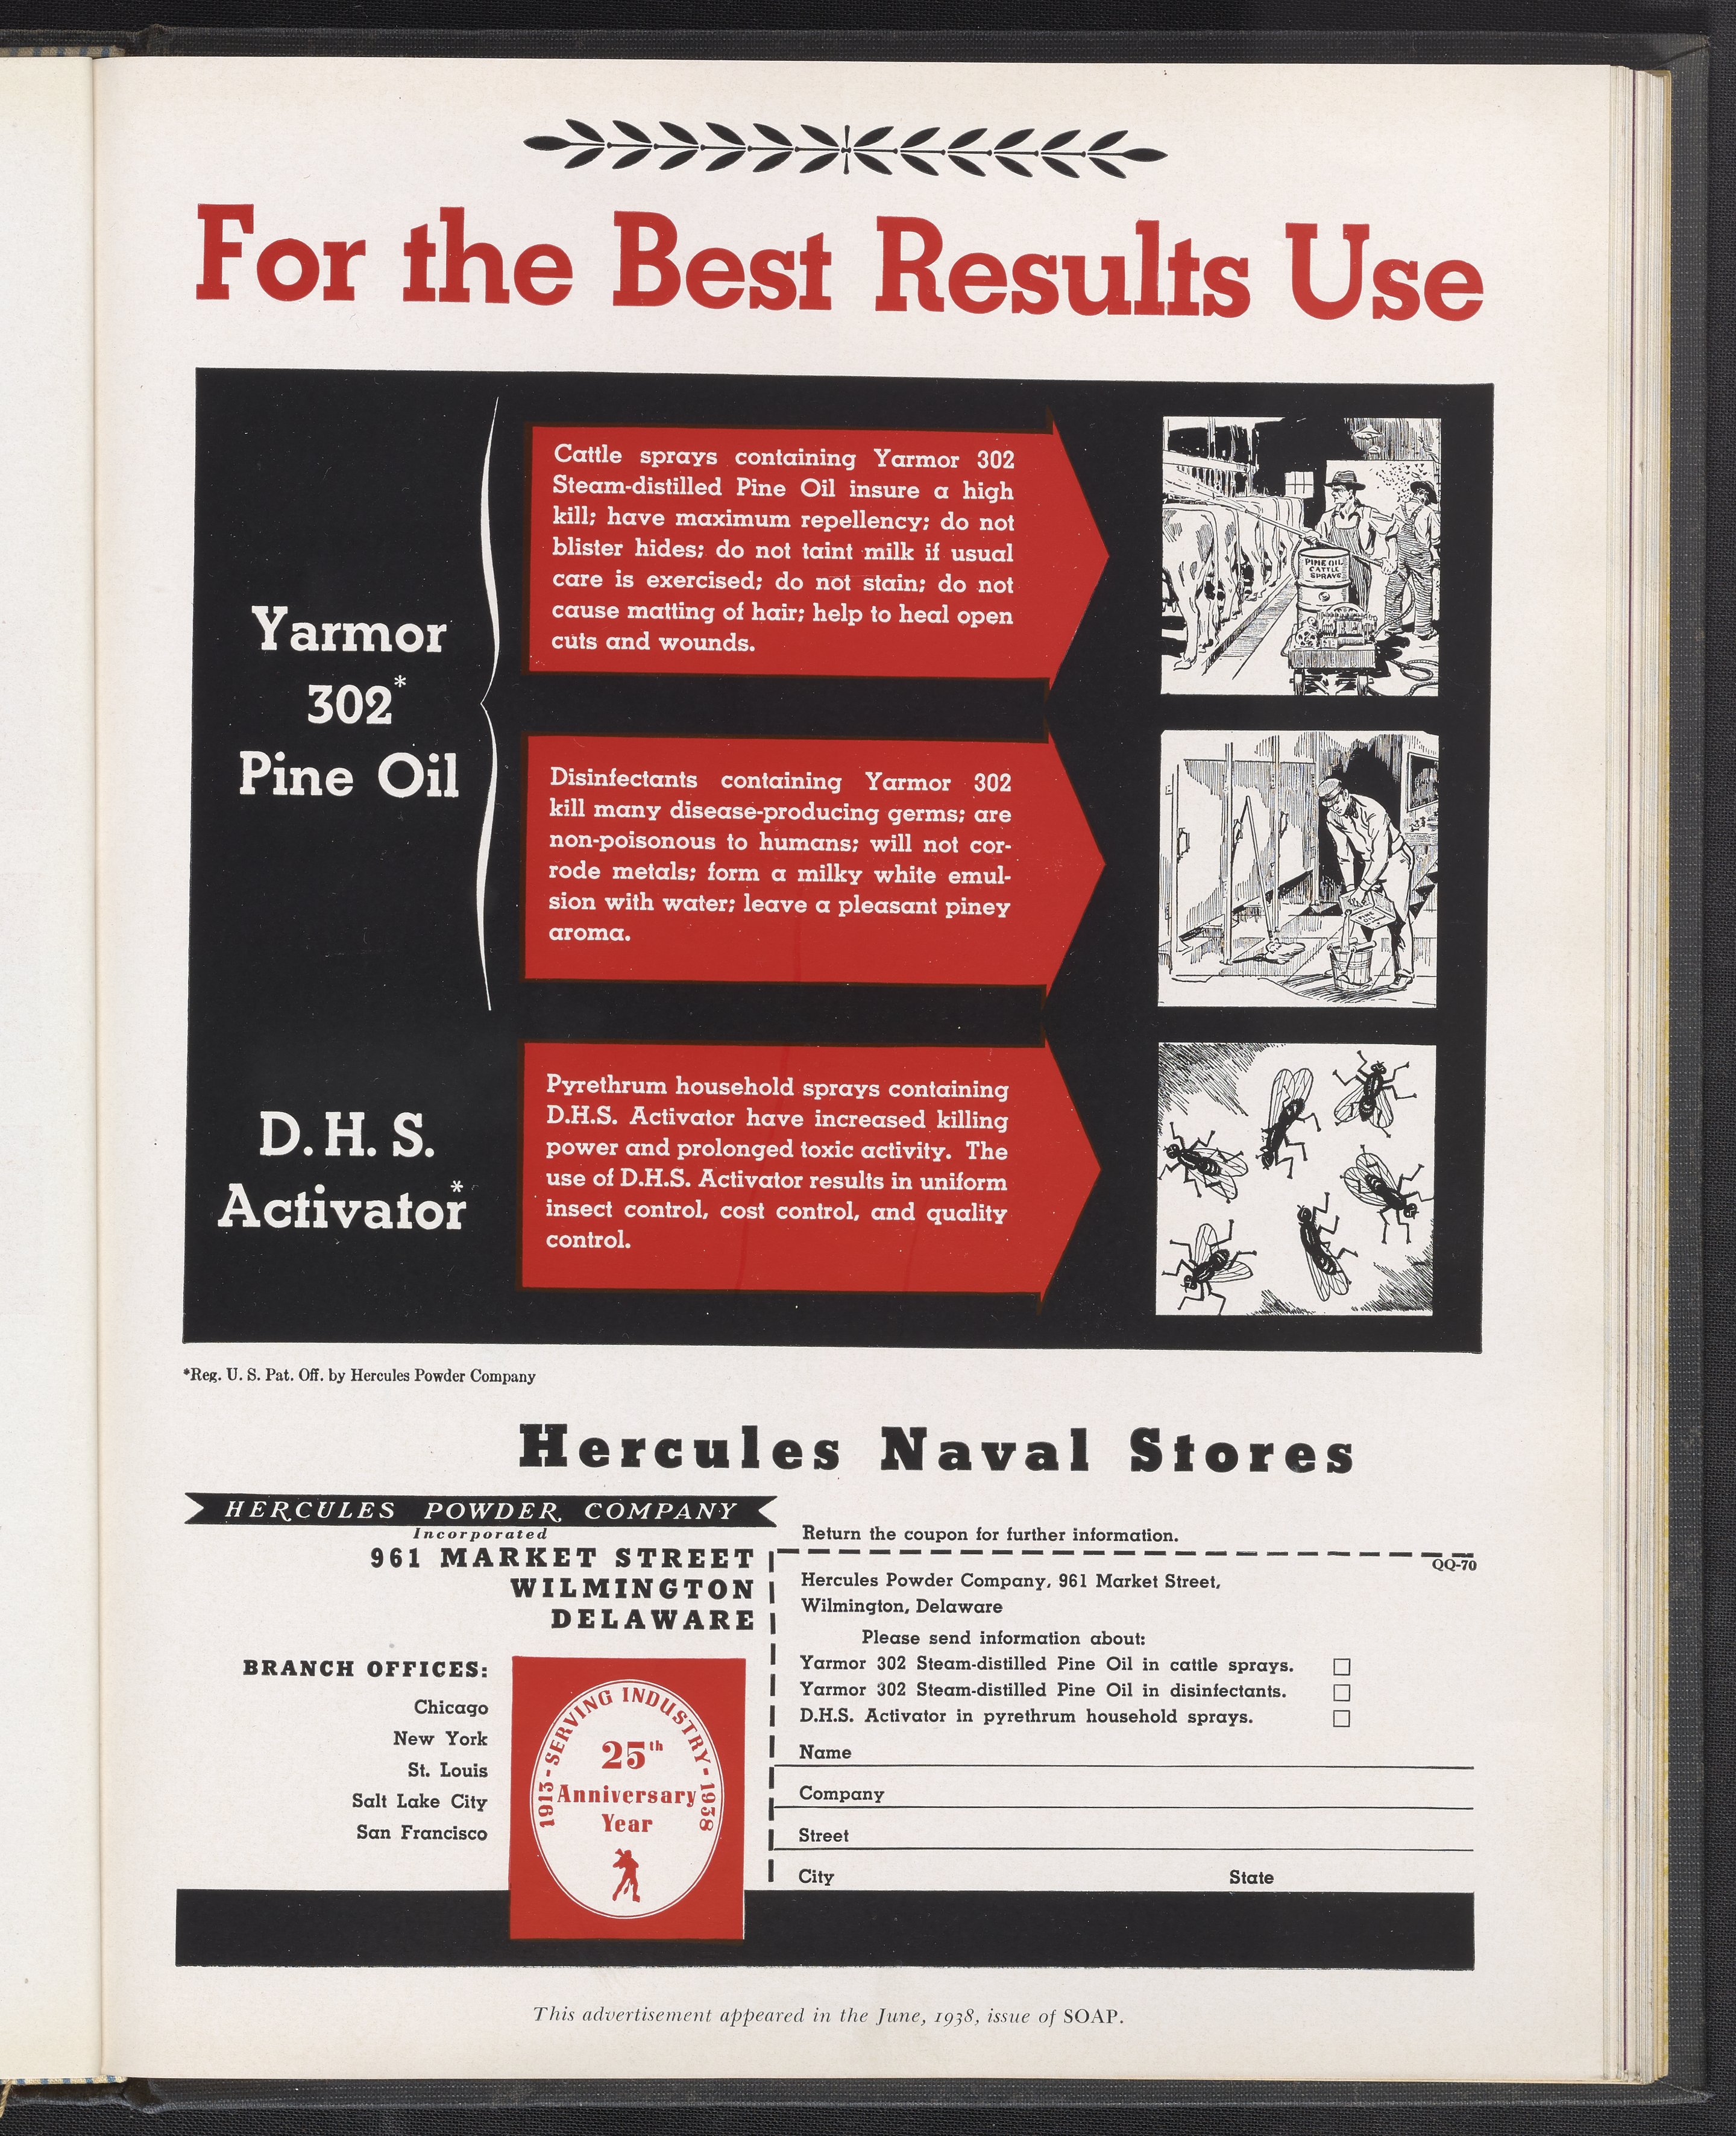 For the Best Results Use
Yarmor
302*
Pine Oil
Cattle sprays containing Yarmor 302
Steam-distilled Pine Oil insure a high
kill; have maximum repellency; do not
blister hides; do not taint milk if usual
care is exercised; do not stain; do not
cause matting of hair; help to heal open
cuts and wounds.
PINE OIL
CATTLE
SPRAYS
Disinfectants containing Yarmor 302
kill many disease-producing germs; are
non-poisonous to humans; will not cor-
rode metals; form a milky white emul-
sion with water; leave a pleasant piney
aroma.
PINE
OIL
D. H. S.
Activator*
Pyrethrum household sprays containing
D.H.S. Activator have increased killing
power and prolonged toxic activity. The
use of D.H.S. Activator results in uniform
insect control, cost control, and quality
control.
*Reg. U. S. Pat. Off. by Hercules Powder Company
Hercules Naval Stores
HERCULES POWDER COMPANY
Incorporated
961 MARKET STREET
WILMINGTON
DELAWARE
BRANCH OFFICES:
Chicago
New York
St. Louis
Salt Lake City
San Francisco
1913-SERVING INDUSTRY-1938
25th
Anniversary
Year
Return the coupon for further information.
QQ-70
Hercules Powder Company, 961 Market Street,
Wilmington, Delaware
Please send information about:
Yarmor 302 Steam-distilled Pine Oil in cattle sprays.
Yarmor 302 Steam-distilled Pine Oil in disinfectants.
D.H.S. Activator in pyrethrum household sprays.
Name
Company
Street
City State
This advertisement appeared in the June, 1938, issue of SOAP.